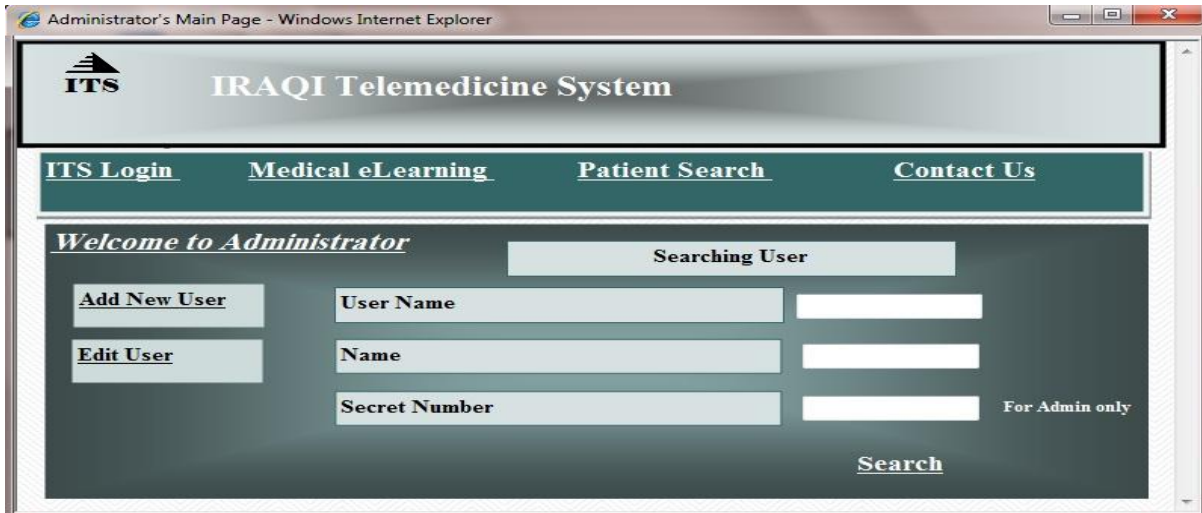 Administrator's Main Page - Windows Internet Explorer
ITS
IRAQI Telemedicine System
ITS Login Medical eLearning Patient Search Contact Us
Welcome to Administrator
Searching User
Add New User
User Name
Edit User
Name
Secret Number
For Admin only
Search